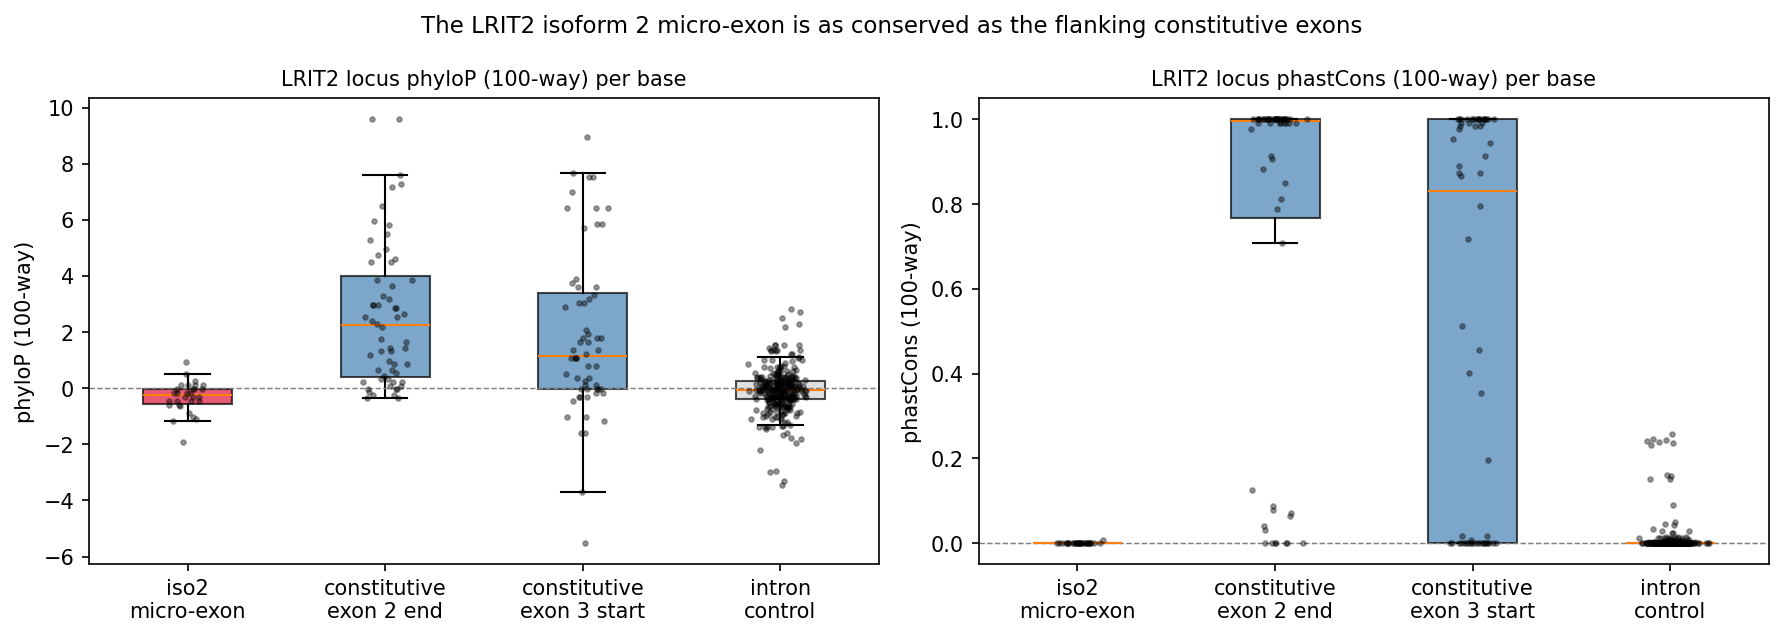 The LRIT2 isoform 2 micro-exon is as conserved as the flanking constitutive exons
LRIT2 locus phyloP (100-way) per base
phyloP (100-way)
10
8
6
4
2
0
−2
−4
−6
iso2
micro-exon
constitutive
exon 2 end
constitutive
exon 3 start
intron
control
LRIT2 locus phastCons (100-way) per base
phastCons (100-way)
1.0
0.8
0.6
0.4
0.2
0.0
iso2
micro-exon
constitutive
exon 2 end
constitutive
exon 3 start
intron
control